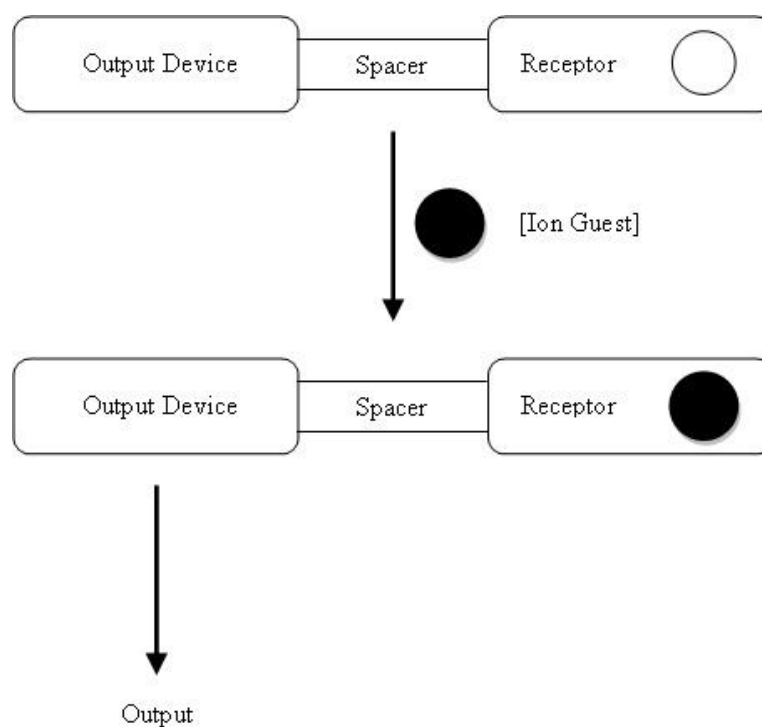 Output Device Spacer Receptor
[Ion Guest]
Output Device Spacer Receptor
Output